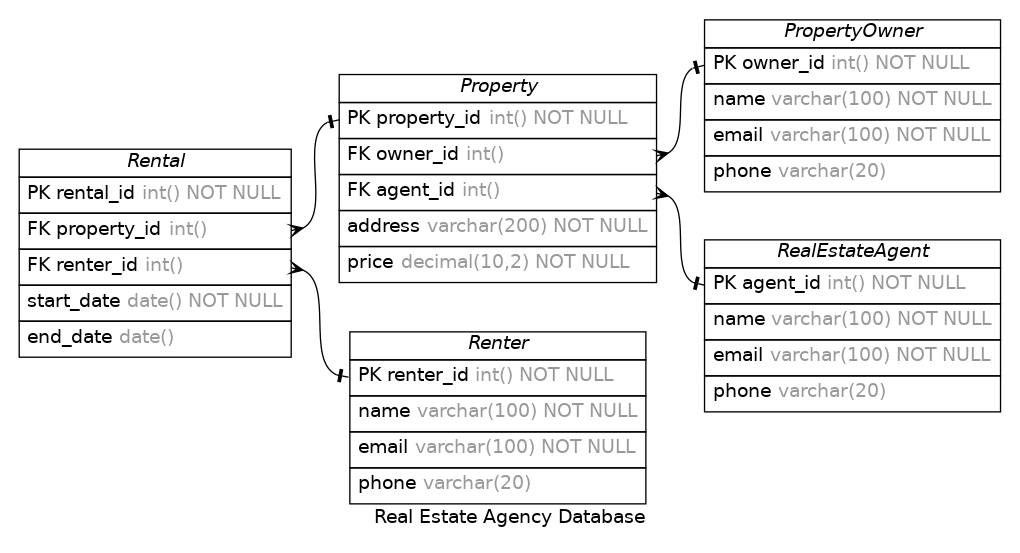 PropertyOwner
PK owner_id int() NOT NULL
name varchar(100) NOT NULL
email varchar(100) NOT NULL
phone varchar(20)
Property
PK property_id int() NOT NULL
FK owner_id int()
FK agent_id int()
address varchar(200) NOT NULL
price decimal(10,2) NOT NULL
Rental
PK rental_id int() NOT NULL
FK property_id int()
FK renter_id int()
start_date date() NOT NULL
end_date date()
RealEstateAgent
PK agent_id int() NOT NULL
name varchar(100) NOT NULL
email varchar(100) NOT NULL
phone varchar(20)
Renter
PK renter_id int() NOT NULL
name varchar(100) NOT NULL
email varchar(100) NOT NULL
phone varchar(20)
Real Estate Agency Database